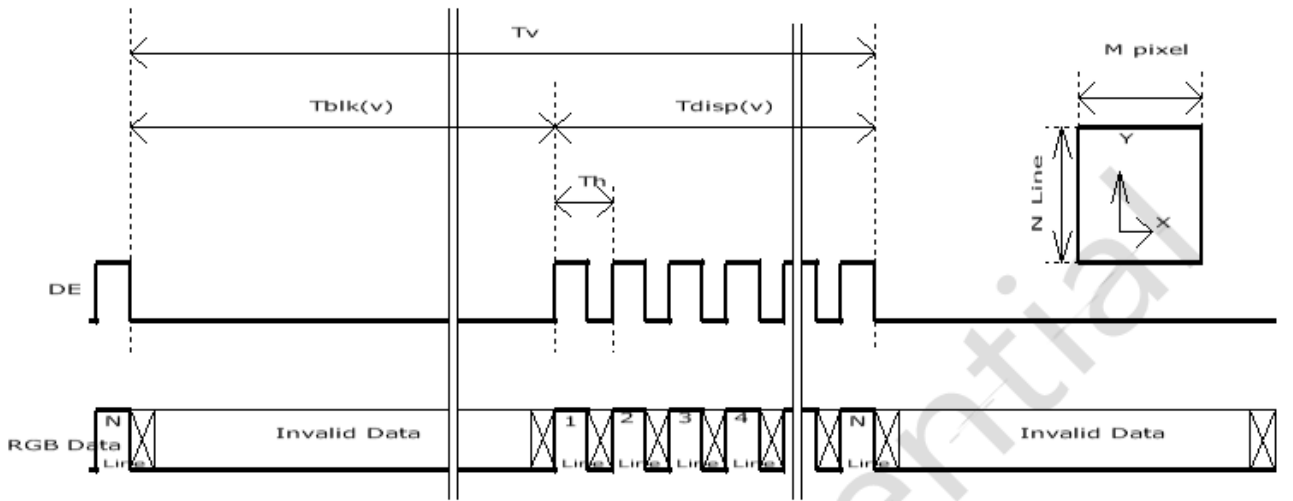 Tv
M pixel
Tblk(v)
Tdisp(v)
Y
N Line
Th
X
DE
N
1
2
3
4
N
RGB Data
Invalid Data
Invalid Data
Line
Line
Line
Line
Line
Line
ential